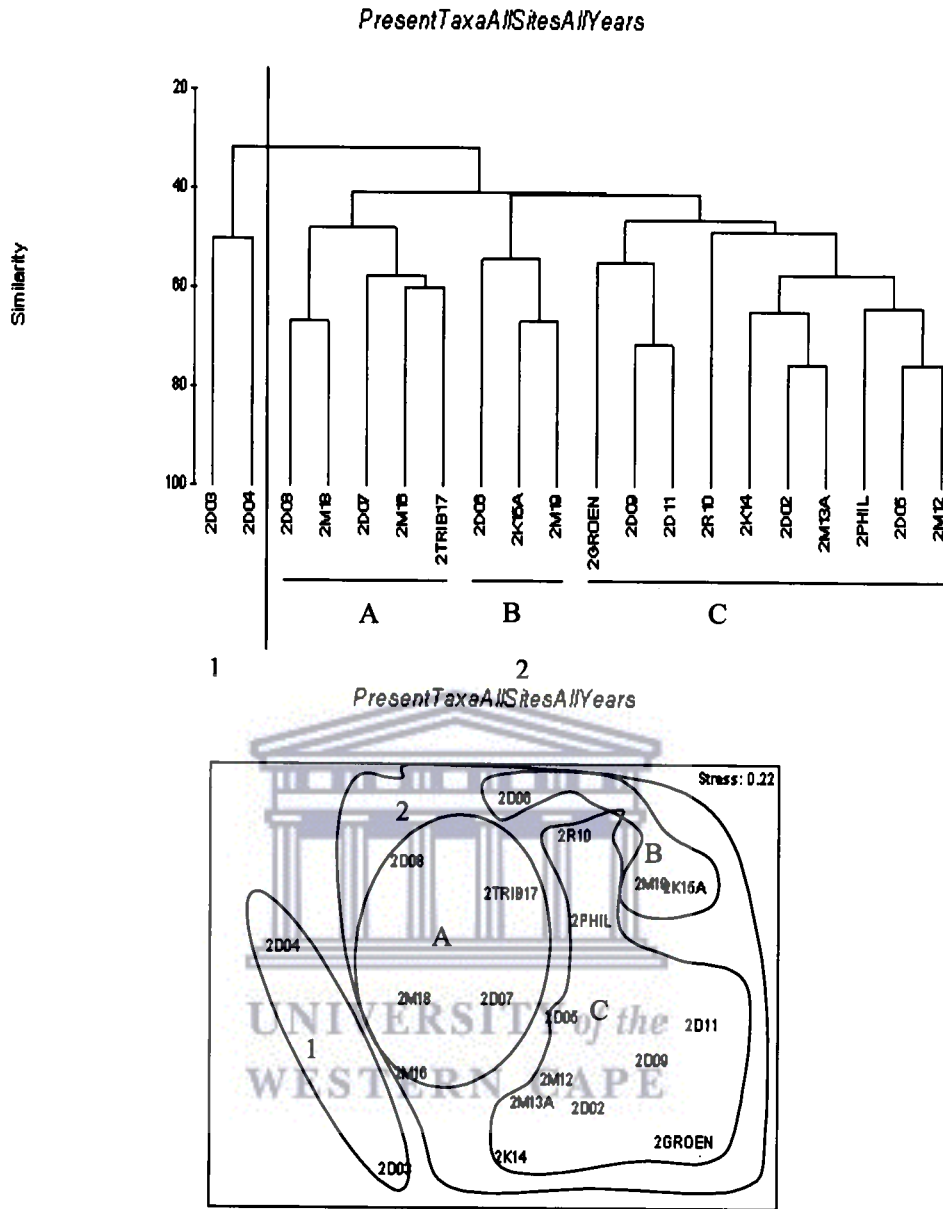 PresentTaxaAllSitesAllYears
Similarity
20
40
60
80
100
2D03
2D04
2D08
2M18
2D07
2M16
2TRIB17
2D06
2K15A
2M19
2GROEN
2D09
2D11
2R10
2K14
2D02
2M13A
2PHIL
2D05
2M12
A
B
C
1
2
PresentTaxaAllSitesAllYears
Stress: 0.22
2D06
2
2R10
2D08
B
2M19
2K15A
2TRIB17
2PHIL
A
2D04
2M18
2D07
C
2D05
2D11
UNIVERSITY of the
1
2D09
2M16
2M12
WESTERN CAPE
2M13A
2D02
2GROEN
2K14
2D03